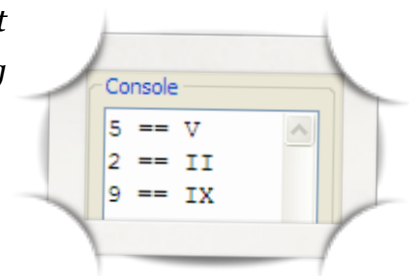 t
g
Console
5 == V
2 == II
9 == IX